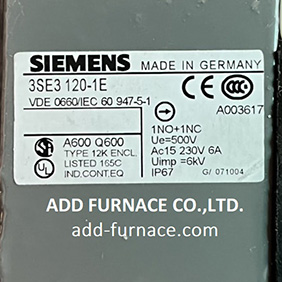 SIEMENS MADE IN GERMANY
3SE3 120-1E
VDE 0660/IEC 60 947-5-1
CCC
A003617
UL
A600 Q600
TYPE 12K ENCL.
LISTED 165C
IND.CONT.EQ
1NO+1NC
Ue=500V
Ac15 230V 6A
Uimp =6kV
IP67 G/ 071004
ADD FURNACE CO.,LTD.
add-furnace.com